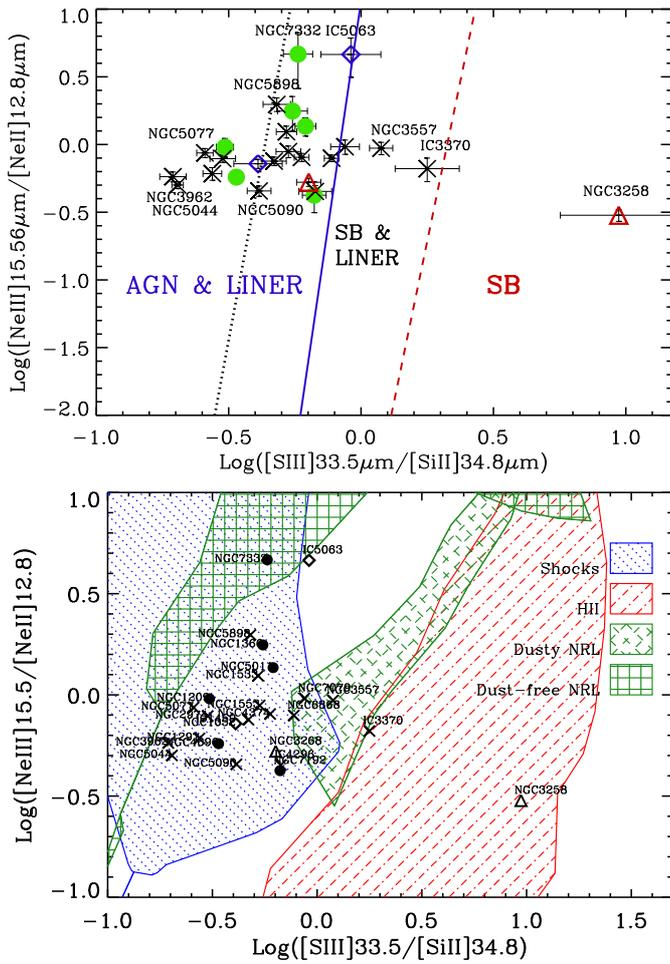 1.0
NGC7332 IC5063
0.5
NGC5898
0.0
NGC5077
NGC3557
IC3370
NGC3962
NGC5044
NGC5090
NGC3258
-0.5
SB &
LINER
-1.0
AGN & LINER
SB
-1.5
-2.0
Log([NeIII]15.56μm/[NeII]12.8μm)
-1.0 -0.5 0.0 0.5 1.0
Log([SIII]33.5μm/[SiII]34.8μm)
1.0
IC5063
Shocks
0.5
HII
NGC5898
Dusty NRL
Dust-free NRL
0.0
NGC6868
IC3370
NGC3268
NGC5044
NGC5090
NGC3258
-0.5
-1.0
Log([NeIII]15.5/[NeII]12.8)
-1.0 -0.5 0.0 0.5 1.0 1.5
Log([SIII]33.5/[SiII]34.8)